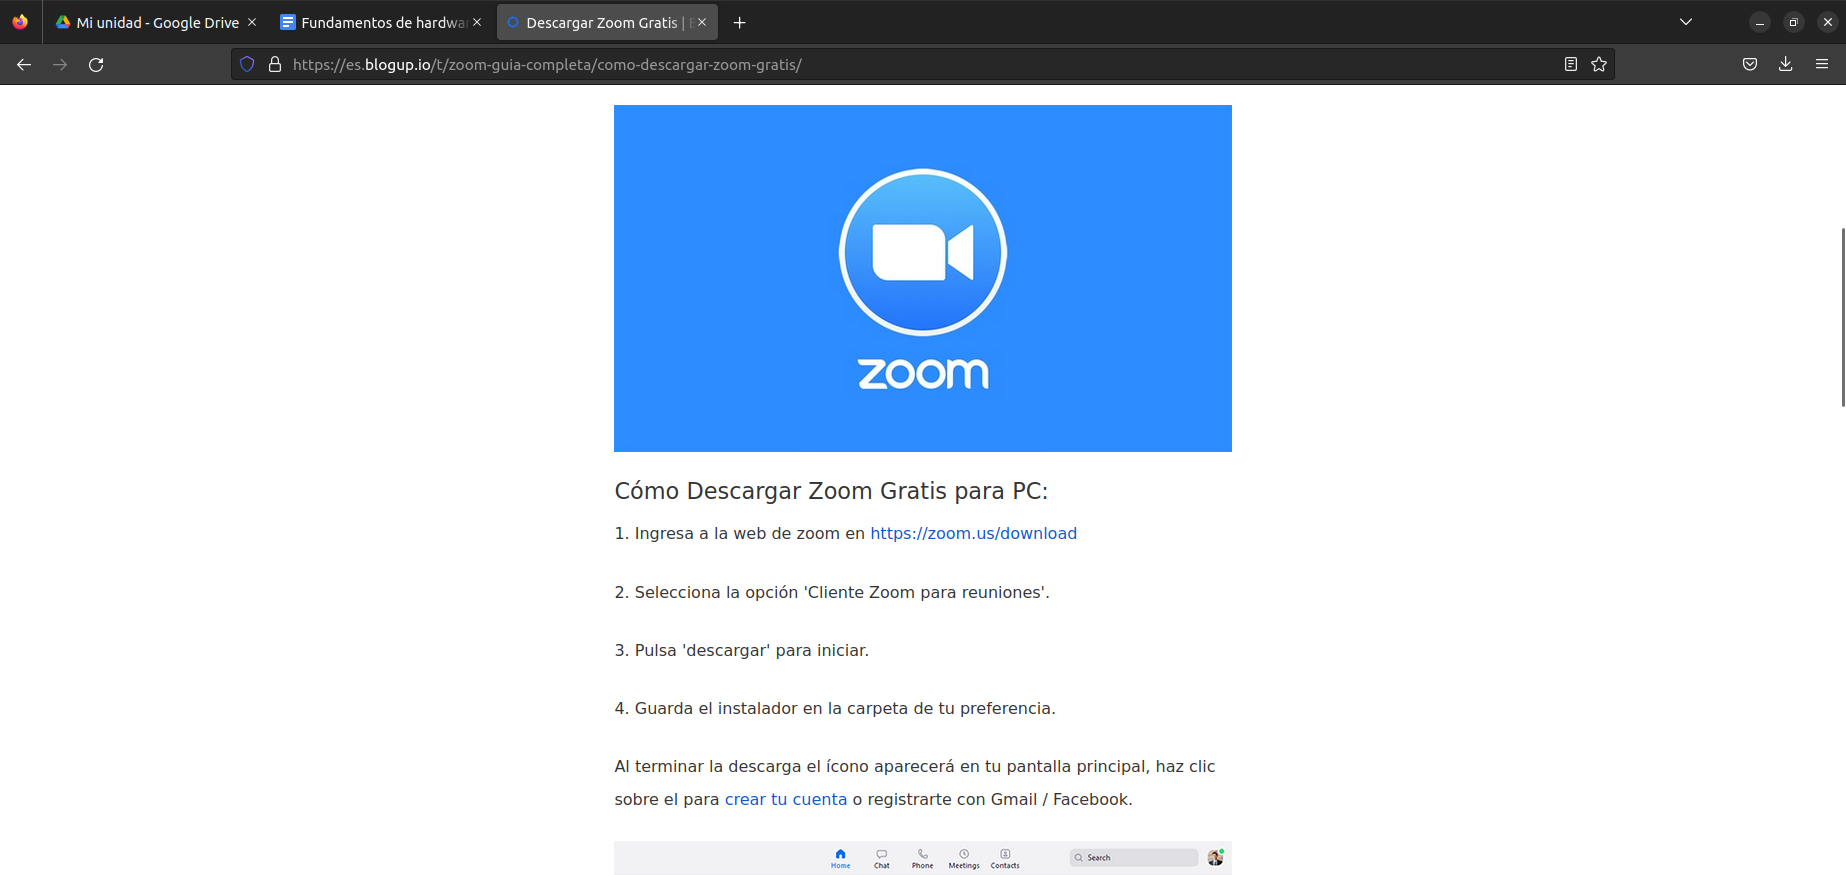 Mi unidad - Google Drive
Fundamentos de hardwa
Descargar Zoom Gratis |
https://es.blogup.io/t/zoom-guia-completa/como-descargar-zoom-gratis/
zoom
Cómo Descargar Zoom Gratis para PC:
1. Ingresa a la web de zoom en https://zoom.us/download
2. Selecciona la opción 'Cliente Zoom para reuniones'.
3. Pulsa 'descargar' para iniciar.
4. Guarda el instalador en la carpeta de tu preferencia.
Al terminar la descarga el ícono aparecerá en tu pantalla principal, haz clic
sobre el para crear tu cuenta o registrarte con Gmail / Facebook.
Home Chat Phone Meetings Contacts Search